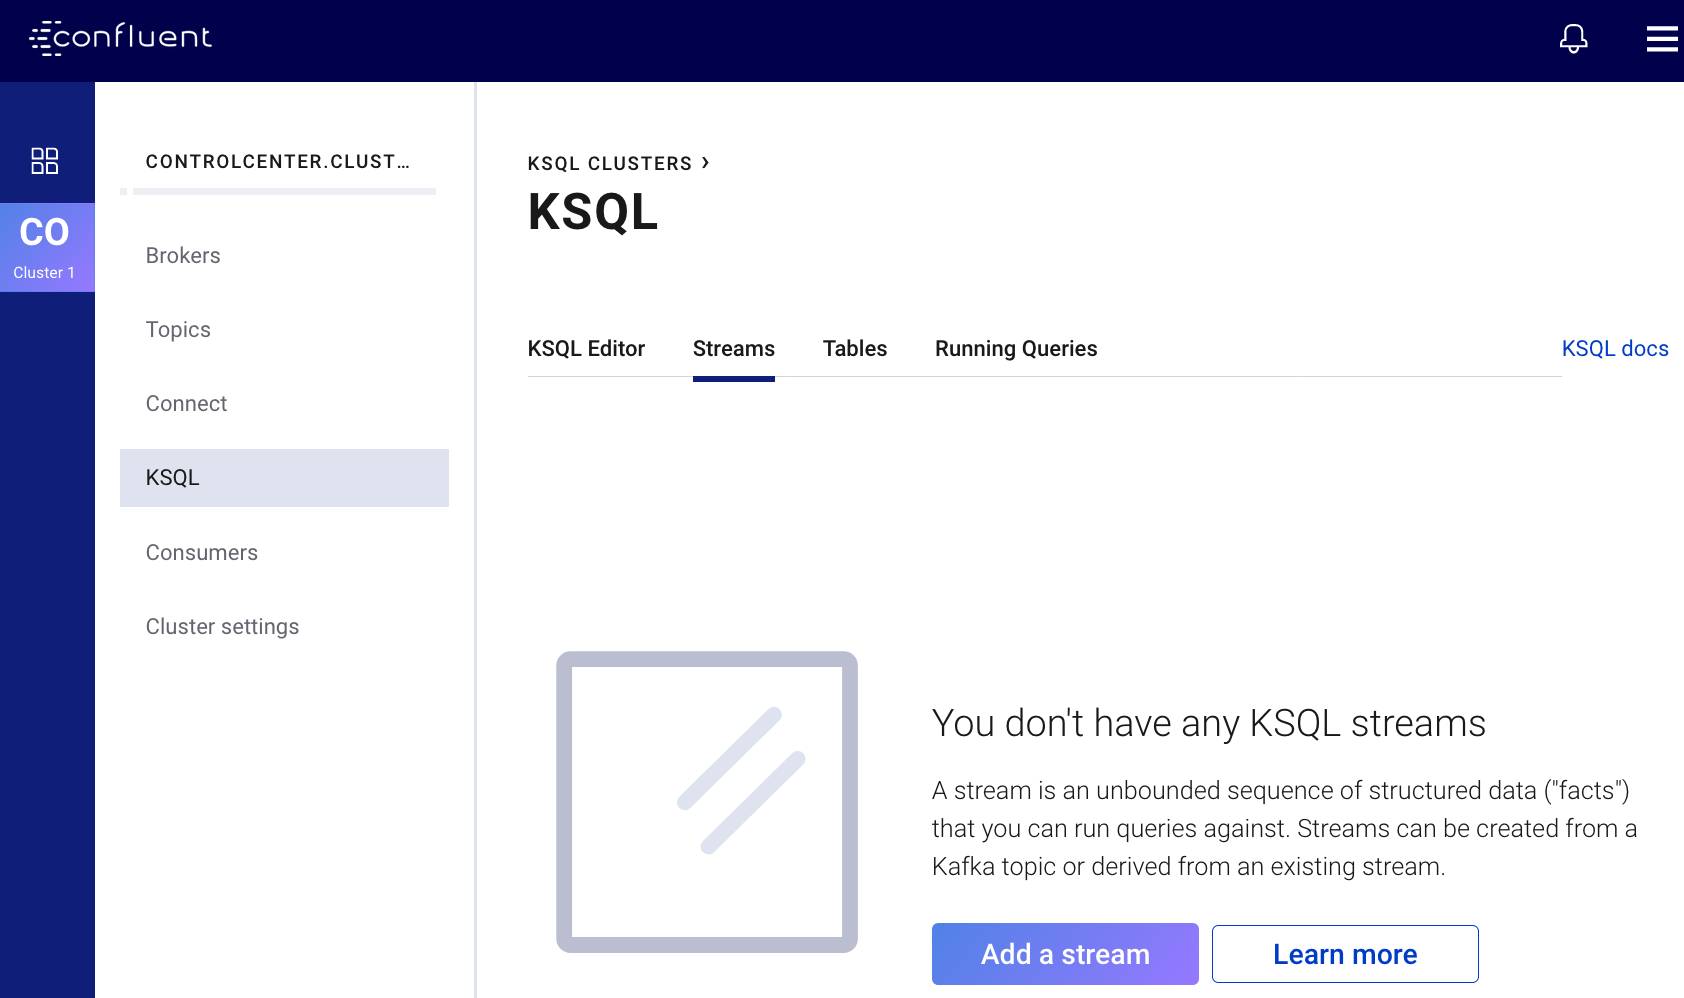 confluent
CO
Cluster 1
CONTROLCENTER.CLUST...
Brokers
Topics
Connect
KSQL
Consumers
Cluster settings
KSQL CLUSTERS ›
KSQL
KSQL Editor Streams Tables Running Queries KSQL docs
You don't have any KSQL streams
A stream is an unbounded sequence of structured data ("facts")
that you can run queries against. Streams can be created from a
Kafka topic or derived from an existing stream.
Add a stream Learn more